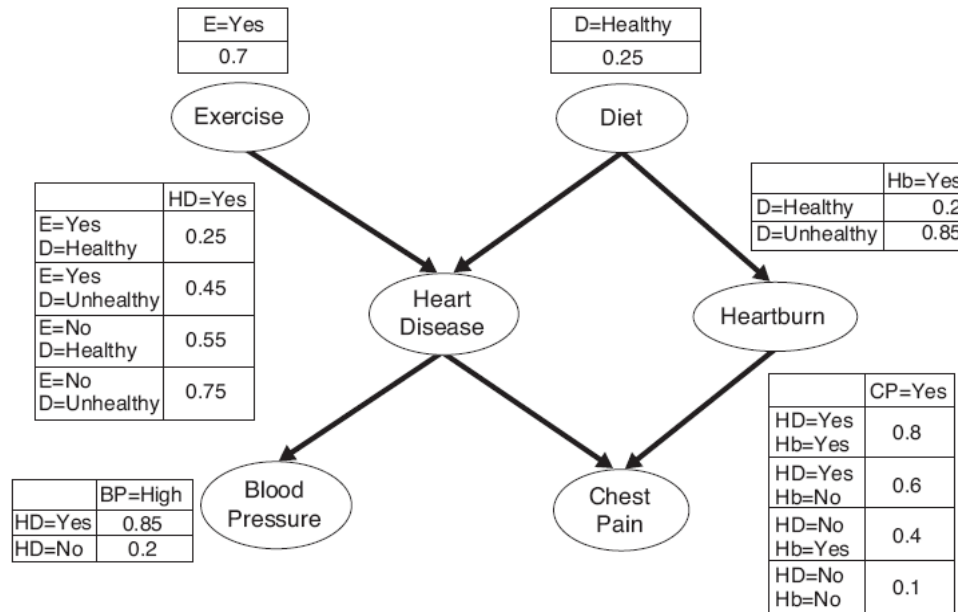 E=Yes
0.7
D=Healthy
0.25
Exercise
Diet
Hb=Yes
D=Healthy 0.2
D=Unhealthy 0.85
HD=Yes
E=Yes
D=Healthy 0.25
E=Yes
D=Unhealthy 0.45
E=No
D=Healthy 0.55
E=No
D=Unhealthy 0.75
Heart
Disease
Heartburn
CP=Yes
HD=Yes
Hb=Yes 0.8
HD=Yes
Hb=No 0.6
HD=No
Hb=Yes 0.4
HD=No
Hb=No 0.1
BP=High
HD=Yes 0.85
HD=No 0.2
Blood
Pressure
Chest
Pain